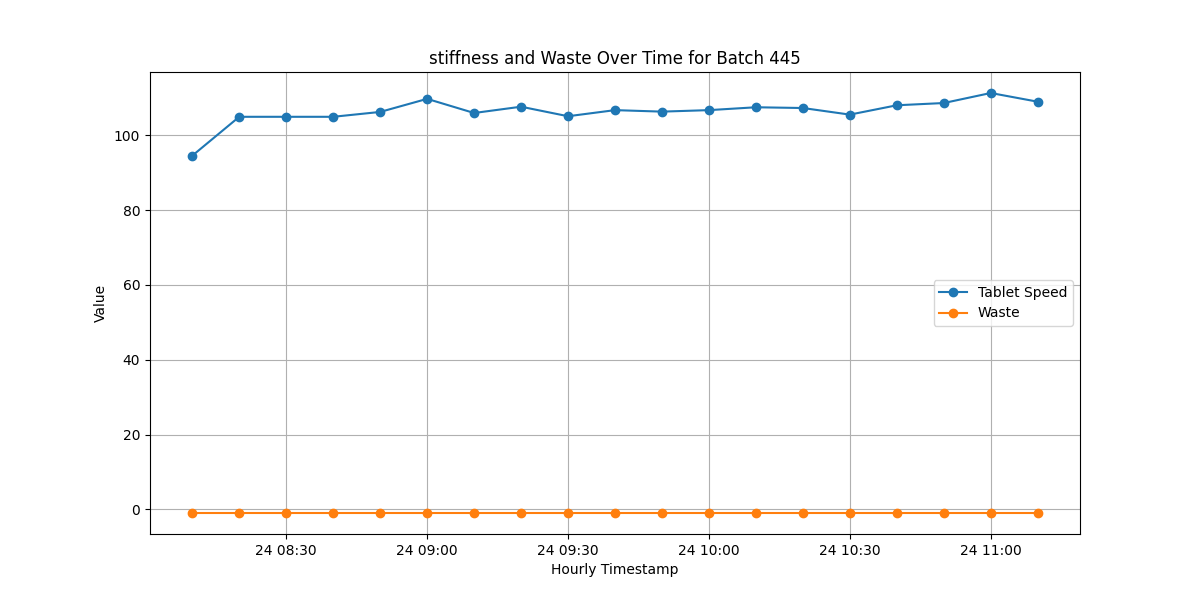 stiffness and Waste Over Time for Batch 445
100
80
60
40
20
0
Value
Tablet Speed
Waste
24 08:30
24 09:00
24 09:30
24 10:00
24 10:30
24 11:00
Hourly Timestamp